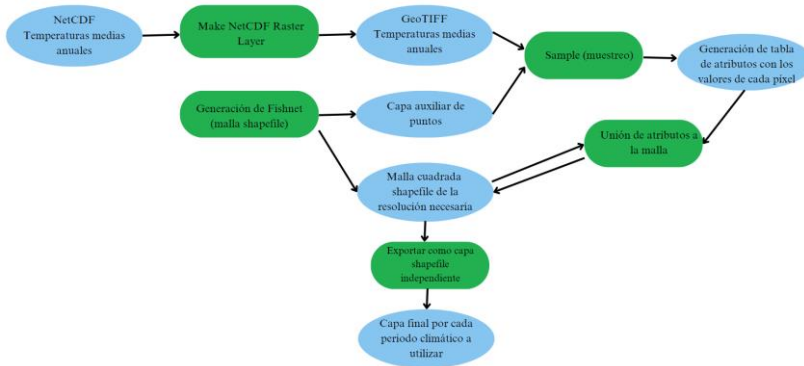 NetCDF
Temperaturas medias
anuales
Make NetCDF Raster
Layer
GeoTIFF
Temperaturas medias
anuales
Sample (muestreo)
Generación de tabla
de atributos con los
valores de cada píxel
Generación de Fishnet
(malla shapefile)
Capa auxiliar de
puntos
Unión de atributos a
la malla
Malla cuadrada
shapefile de la
resolución necesaria
Exportar como capa
shapefile
independiente
Capa final por cada
periodo climático a
utilizar